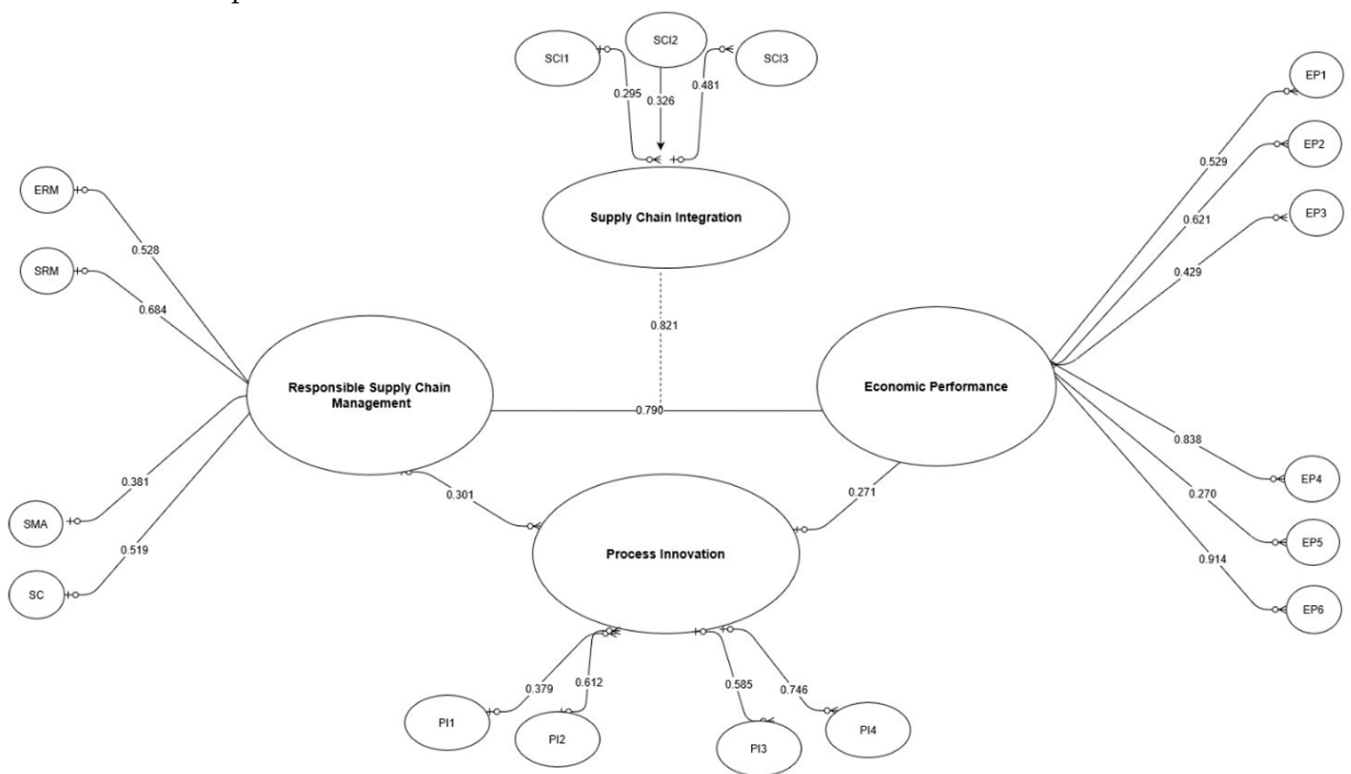 SCI1
SCI2
SCI3
0.295
0.326
0.481
Supply Chain Integration
0.821
ERM
SRM
0.528
0.684
SMA
SC
0.381
0.519
Responsible Supply Chain
Management
0.790
Economic Performance
EP1
EP2
EP3
0.529
0.621
0.429
0.838
0.270
0.914
EP4
EP5
EP6
0.301
0.271
Process Innovation
0.379
0.612
0.585
0.746
PI1
PI2
PI3
PI4